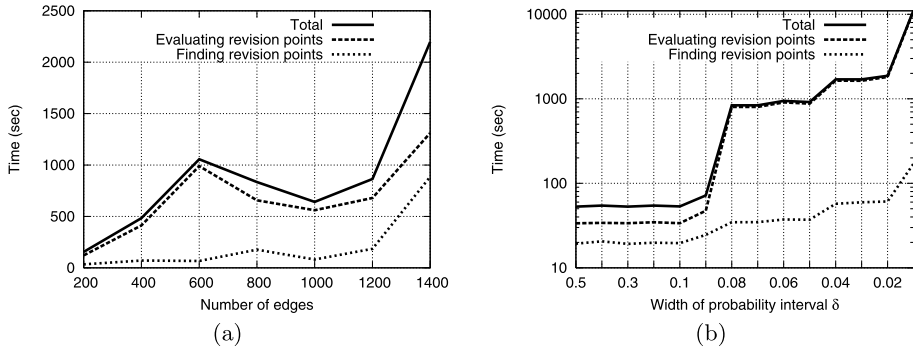 2500
2000
1500
1000
500
0
Time (sec)
Total
Evaluating revision points
Finding revision points
200 400 600 800 1000 1200 1400
Number of edges
(a)
10000
1000
100
10
Time (sec)
Total
Evaluating revision points
Finding revision points
0.5 0.3 0.1 0.08 0.06 0.04 0.02
Width of probability interval δ
(b)